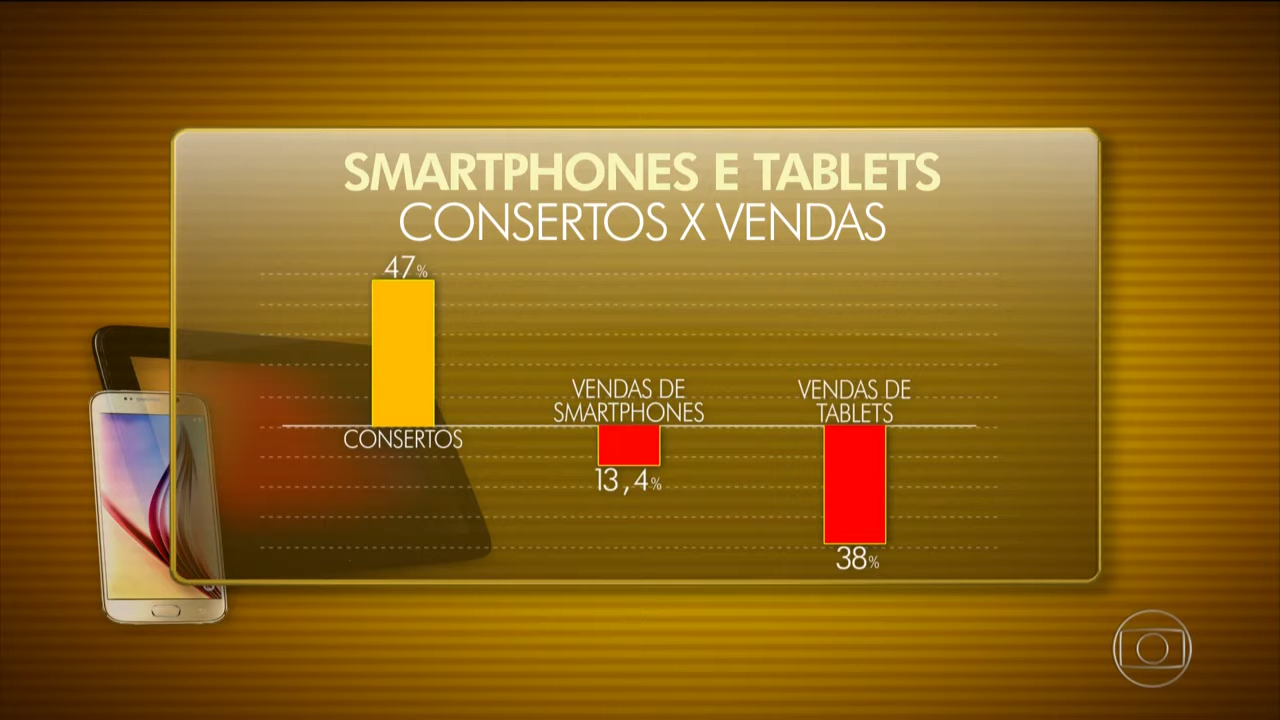 SMARTPHONES E TABLETS
CONSERTOS X VENDAS
47%
CONSERTOS
VENDAS DE
SMARTPHONES
13,4%
VENDAS DE
TABLETS
38%